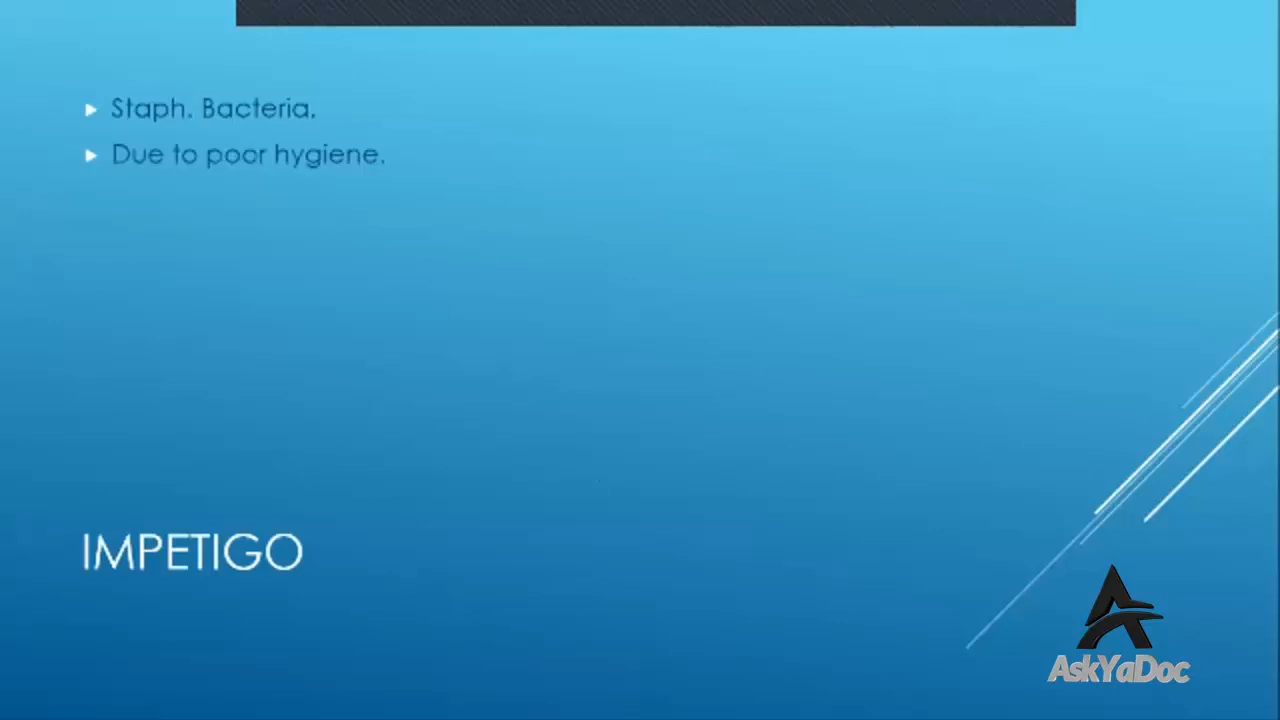 Staph. Bacteria.
Due to poor hygiene.
IMPETIGO
AskYaDoc